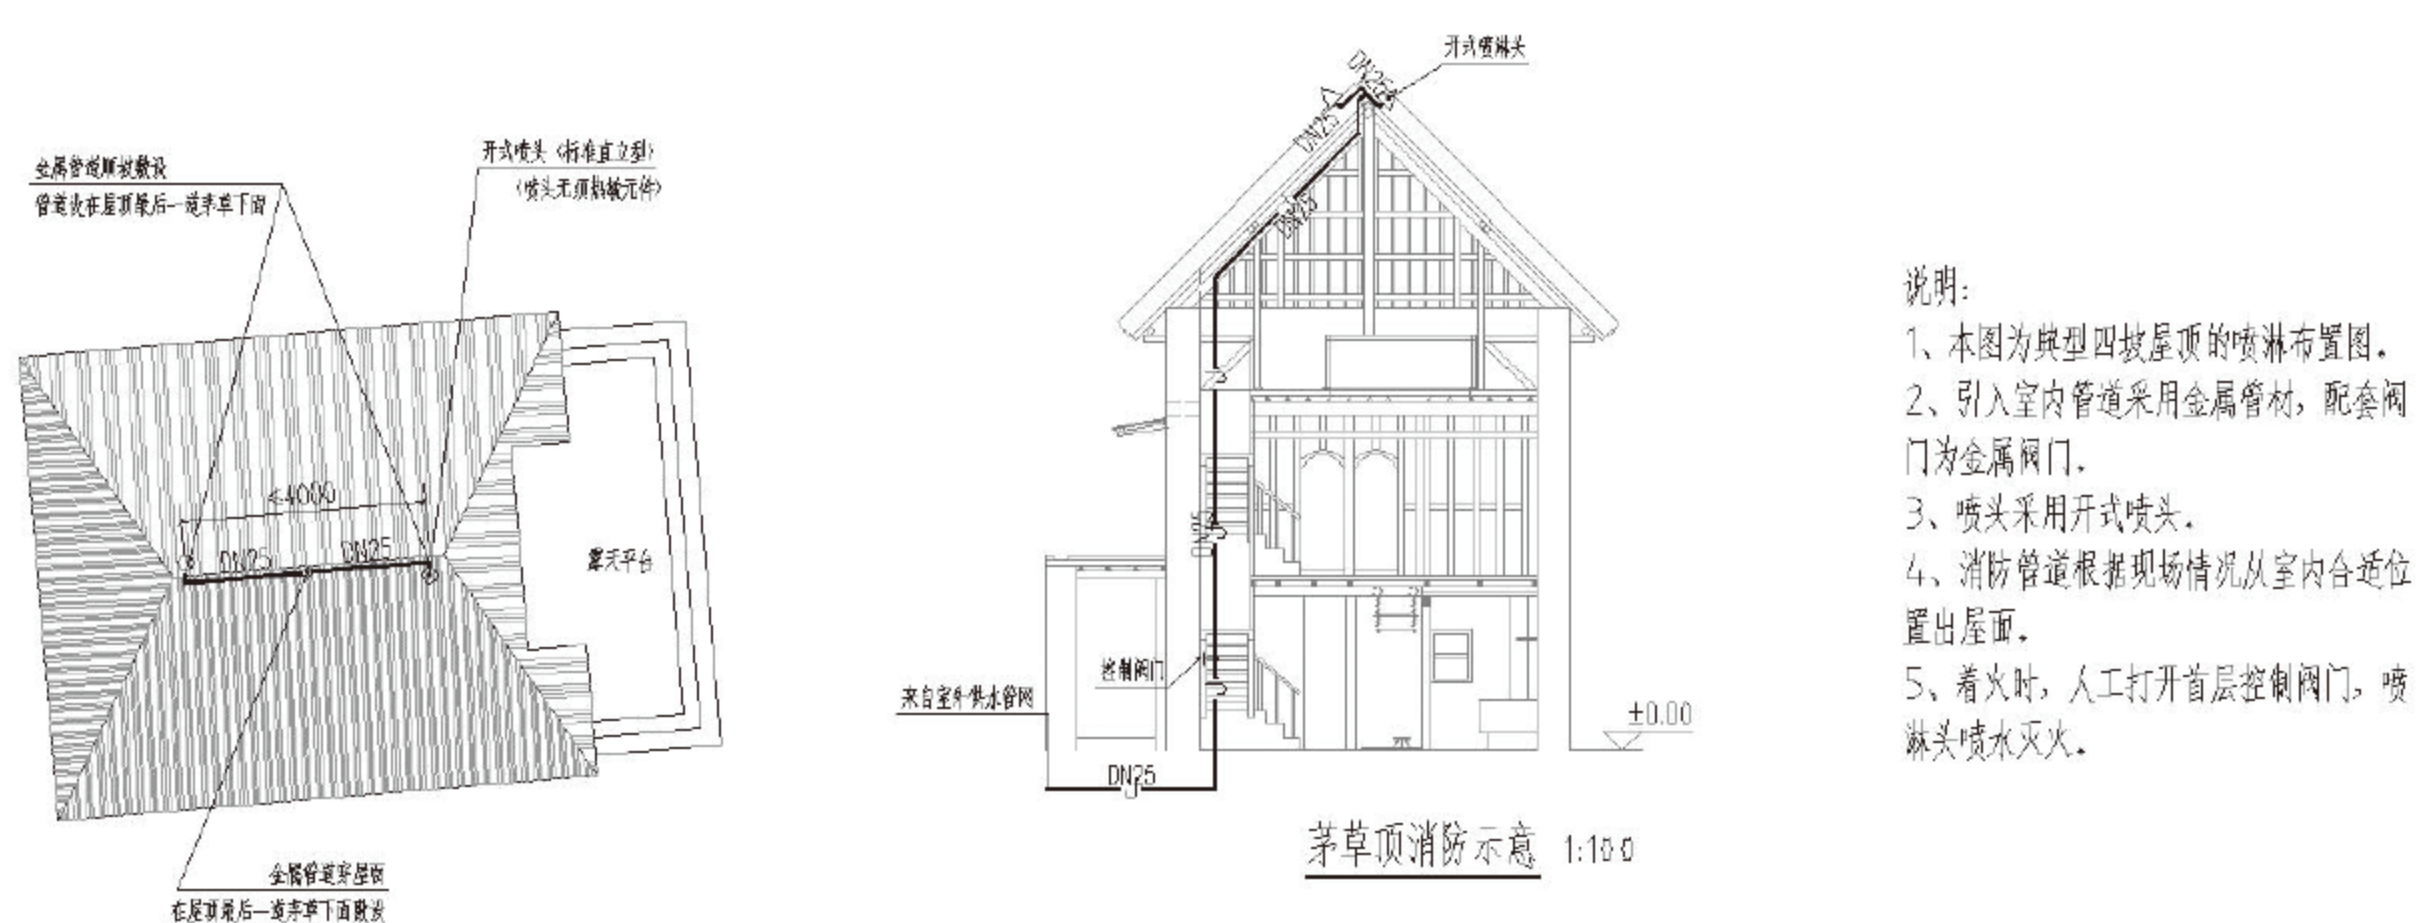 金属管道顺坡敷设
管道设在屋顶最后一道茅草下面
开式喷头(标准直立型)
(喷头无须热敏元件)
≤4000
DN25
DN25
露天平台
金属管道穿屋面
在屋顶最后一道茅草下面敷设
开式喷淋头
DN25
DN25
DN25
DN25
控制阀门
来自室外供水管网
DN25
±0.00
茅草顶消防示意 1:100
说明:
1、本图为典型四坡屋顶的喷淋布置图。
2、引入室内管道采用金属管材,配套阀
门为金属阀门。
3、喷头采用开式喷头。
4、消防管道根据现场情况从室内合适位
置出屋面。
5、着火时,人工打开首层控制阀门,喷
淋头喷水灭火。